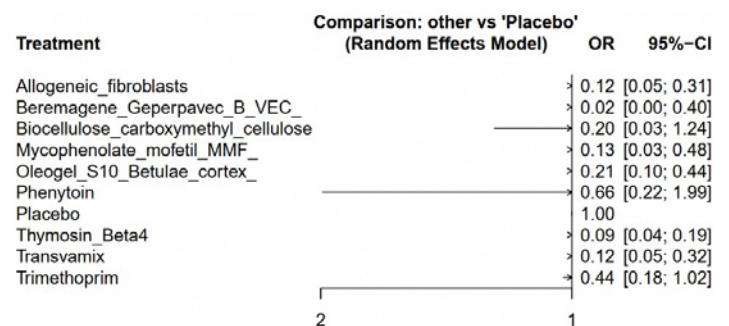 Comparison: other vs 'Placebo'
Treatment (Random Effects Model) OR 95%−CI
Allogeneic_fibroblasts 0.12 [0.05; 0.31]
Beremagene_Geperpavec_B_VEC_ 0.02 [0.00; 0.40]
Biocellulose_carboxymethyl_cellulose 0.20 [0.03; 1.24]
Mycophenolate_mofetil_MMF_ 0.13 [0.03; 0.48]
Oleogel_S10_Betulae_cortex_ 0.21 [0.10; 0.44]
Phenytoin 0.66 [0.22; 1.99]
Placebo 1.00
Thymosin_Beta4 0.09 [0.04; 0.19]
Transvamix 0.12 [0.05; 0.32]
Trimethoprim 0.44 [0.18; 1.02]
2 1